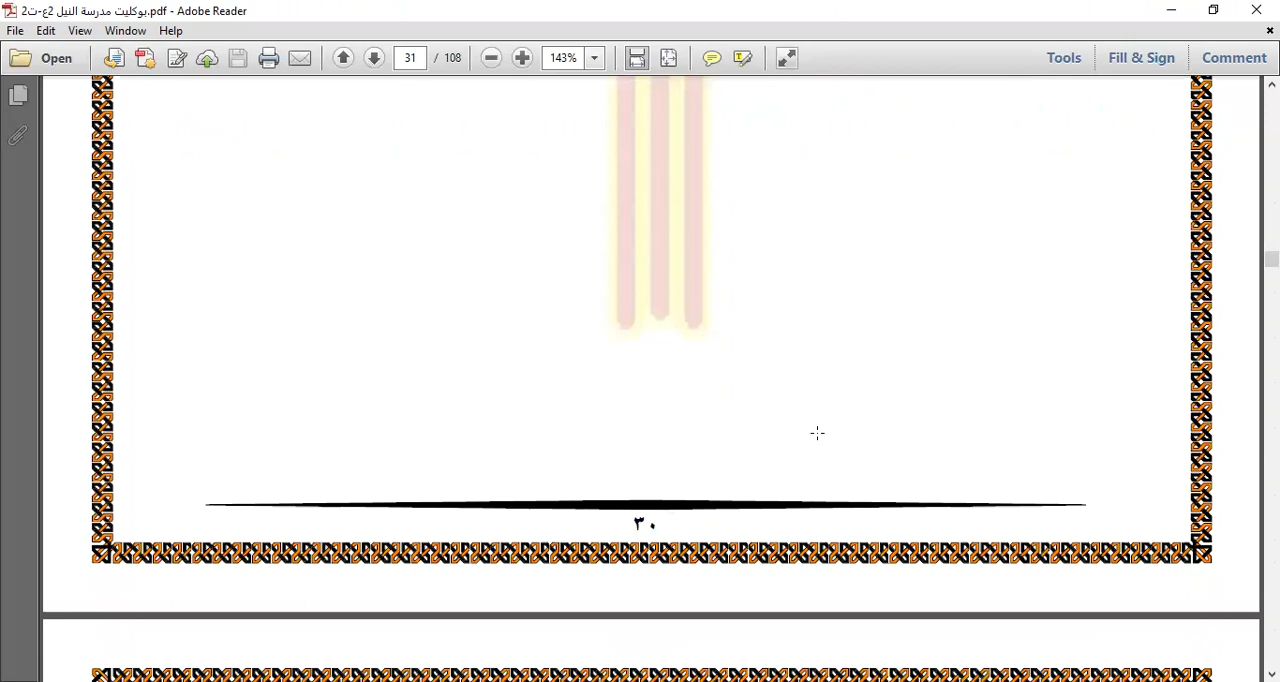 بوكليت مدرسة النيل 2ع-ت2.pdf - Adobe Reader
File Edit View Window Help
Open 31 / 108 143% Tools Fill & Sign Comment
٣٠